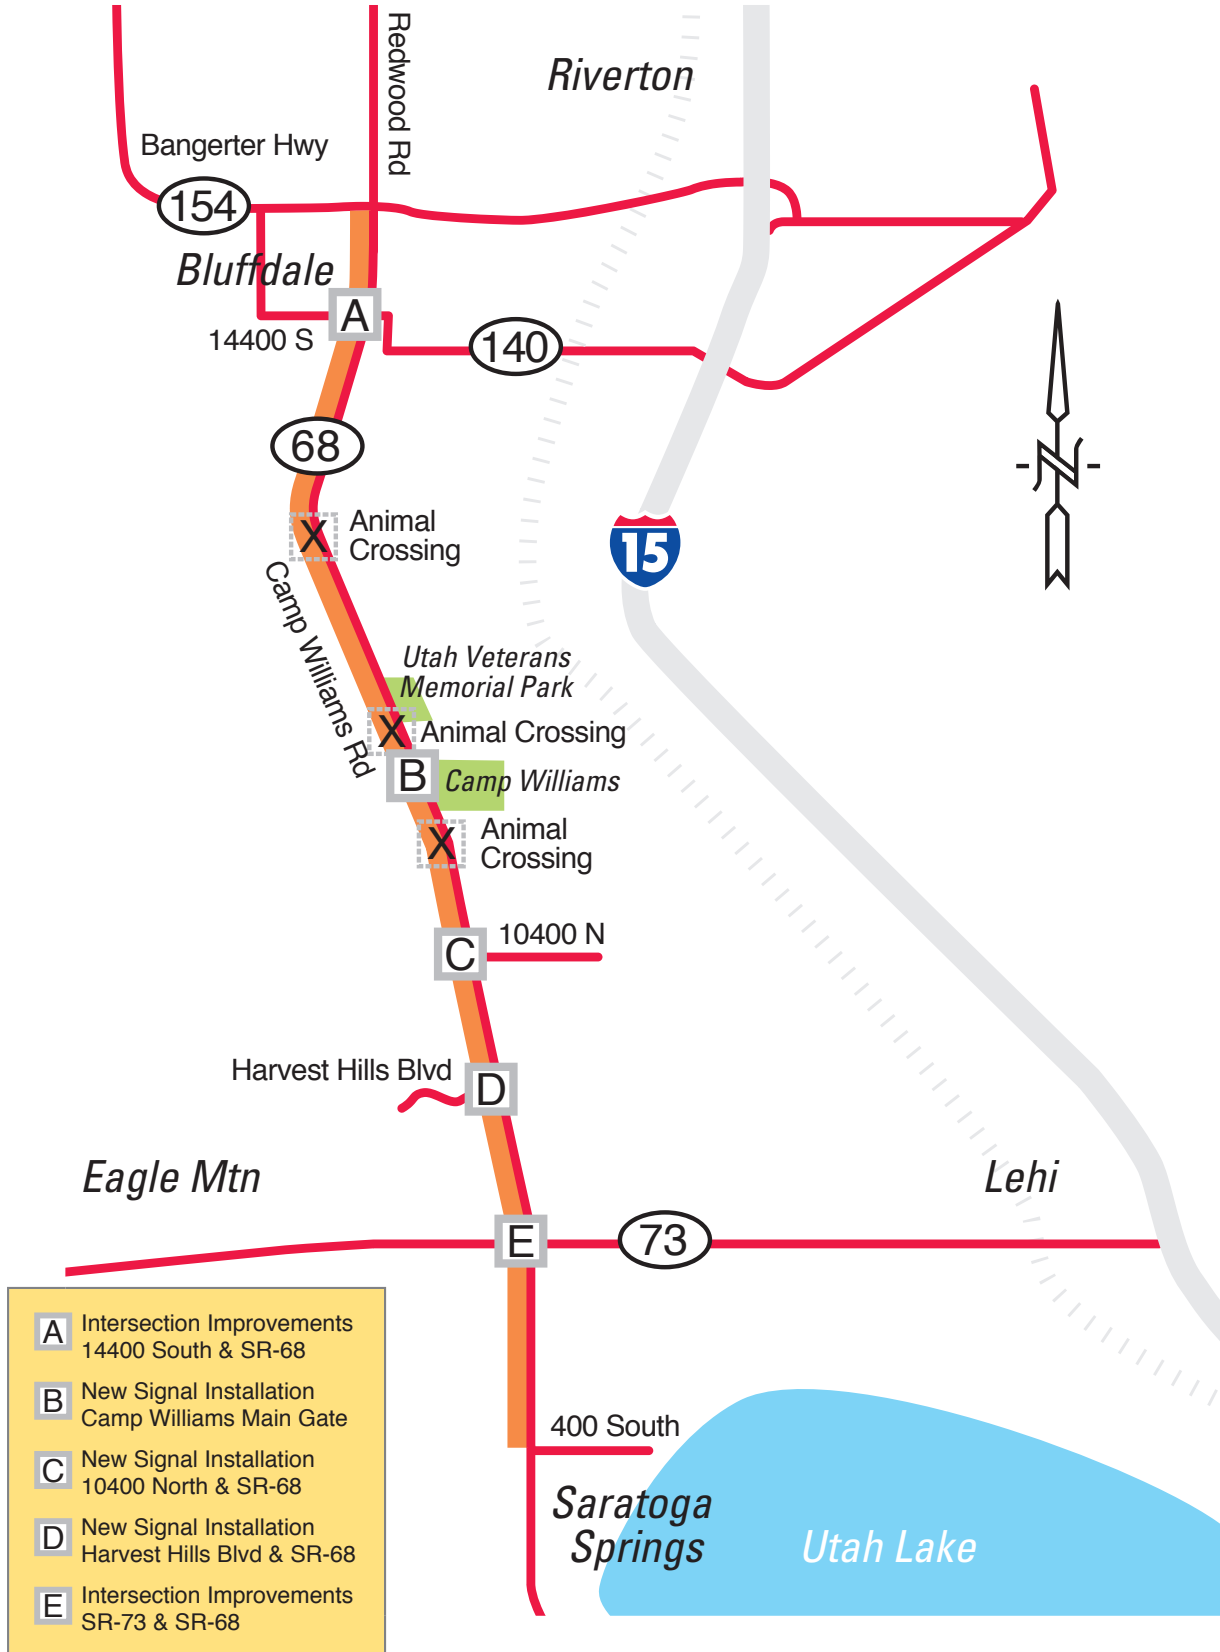 Redwood Rd
Riverton
Bangerter Hwy
154
Bluffdale
A
14400 S
140
68
X
Animal
Crossing
15
N
Camp Williams Rd
Utah Veterans
Memorial Park
X
Animal Crossing
B
Camp Williams
X
Animal
Crossing
C
10400 N
Harvest Hills Blvd
D
Eagle Mtn
Lehi
E
73
400 South
Saratoga
Springs
Utah Lake
A
Intersection Improvements
14400 South & SR-68
B
New Signal Installation
Camp Williams Main Gate
C
New Signal Installation
10400 North & SR-68
D
New Signal Installation
Harvest Hills Blvd & SR-68
E
Intersection Improvements
SR-73 & SR-68